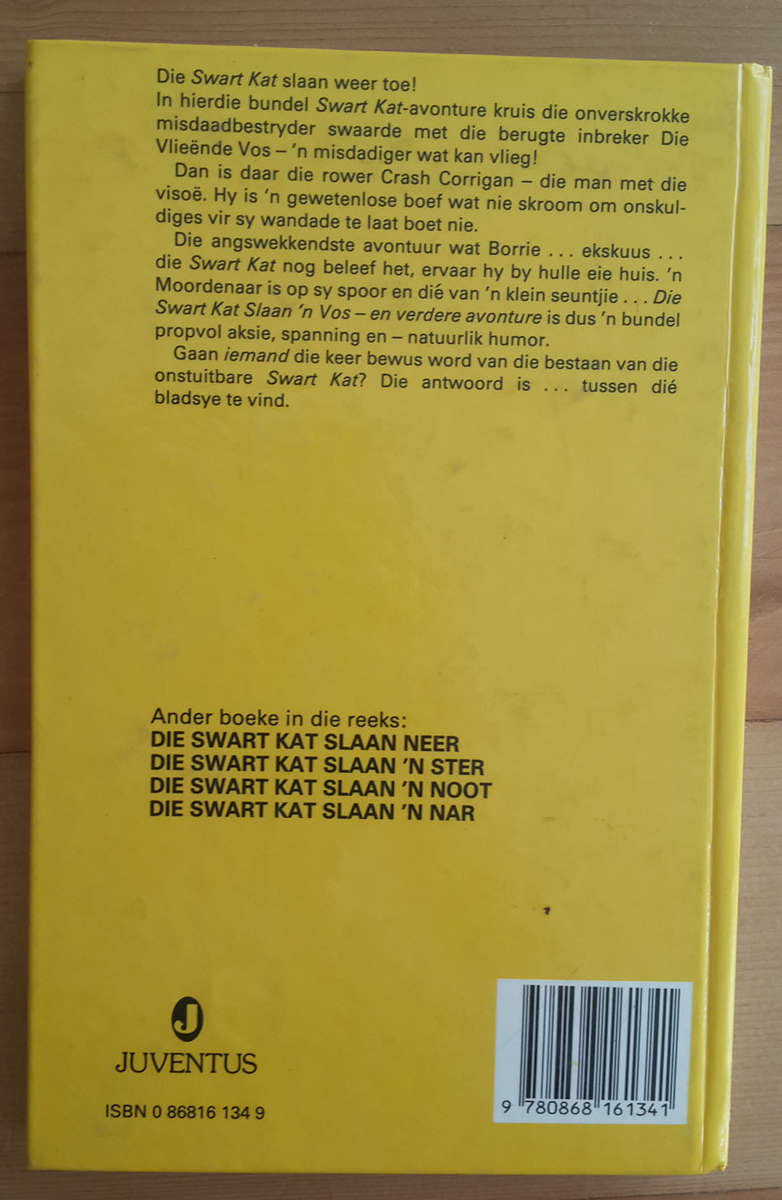 Die Swart Kat slaan weer toe!
In hierdie bundel Swart Kat-avonture kruis die onverskrokke
misdaadbestryder swaarde met die berugte inbreker Die
Vlieënde Vos – 'n misdadiger wat kan vlieg!
Dan is daar die rower Crash Corrigan – die man met die
visoë. Hy is 'n gewetenlose boef wat nie skroom om onskul-
diges vir sy wandade te laat boet nie.
Die angswekkendste avontuur wat Borrie ... ekskuus ...
die Swart Kat nog beleef het, ervaar hy by hulle eie huis. 'n
Moordenaar is op sy spoor en dié van 'n klein seuntjie ... Die
Swart Kat Slaan 'n Vos – en verdere avonture is dus 'n bundel
propvol aksie, spanning en – natuurlik humor.
Gaan iemand die keer bewus word van die bestaan van die
onstuitbare Swart Kat? Die antwoord is ... tussen dié
bladsye te vind.
Ander boeke in die reeks:
DIE SWART KAT SLAAN NEER
DIE SWART KAT SLAAN 'N STER
DIE SWART KAT SLAAN 'N NOOT
DIE SWART KAT SLAAN 'N NAR
J
JUVENTUS
ISBN 0 86816 134 9
9 780868 161341